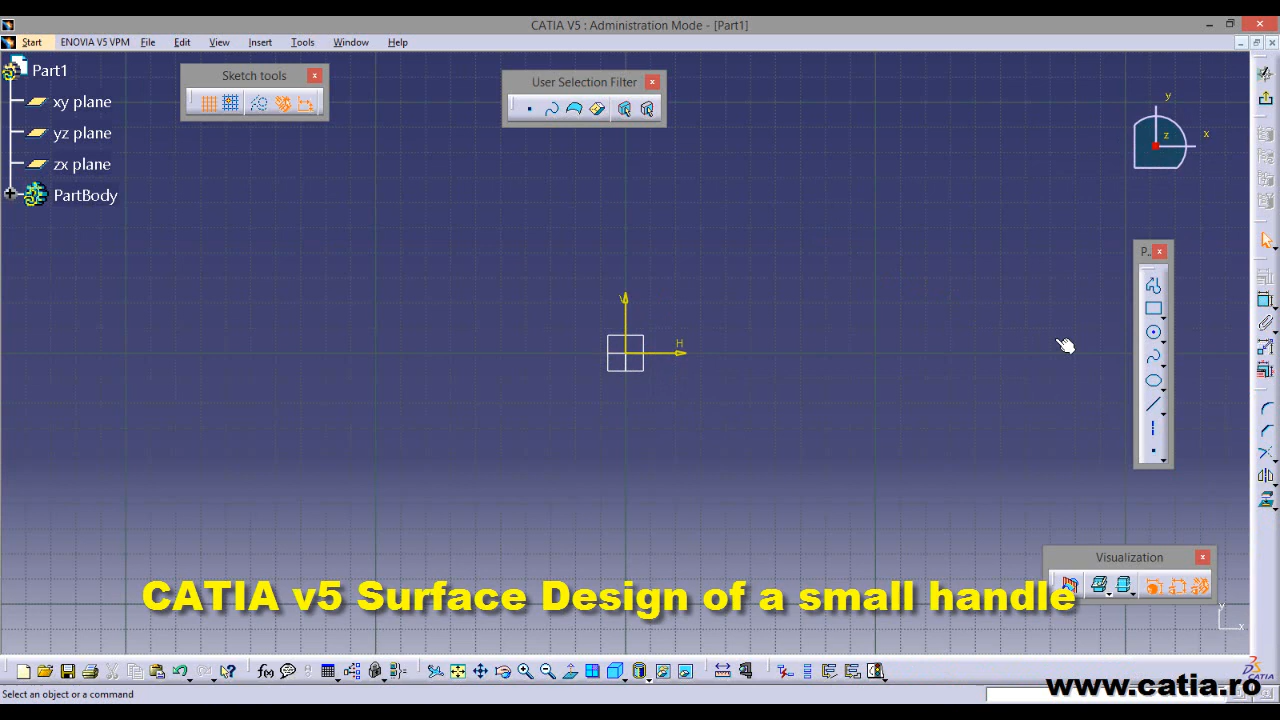 CATIA V5 : Administration Mode - [Part1]
Start ENOVIA V5 VPM File Edit View Insert Tools Window Help
Part1
Sketch tools
User Selection Filter
xy plane
yz plane
zx plane
PartBody
y
x
z
P..
V
H
Visualization
CATIA v5 Surface Design of a small handle
y
x
f(x)
CATIA
Select an object or a command
www.catia.ro